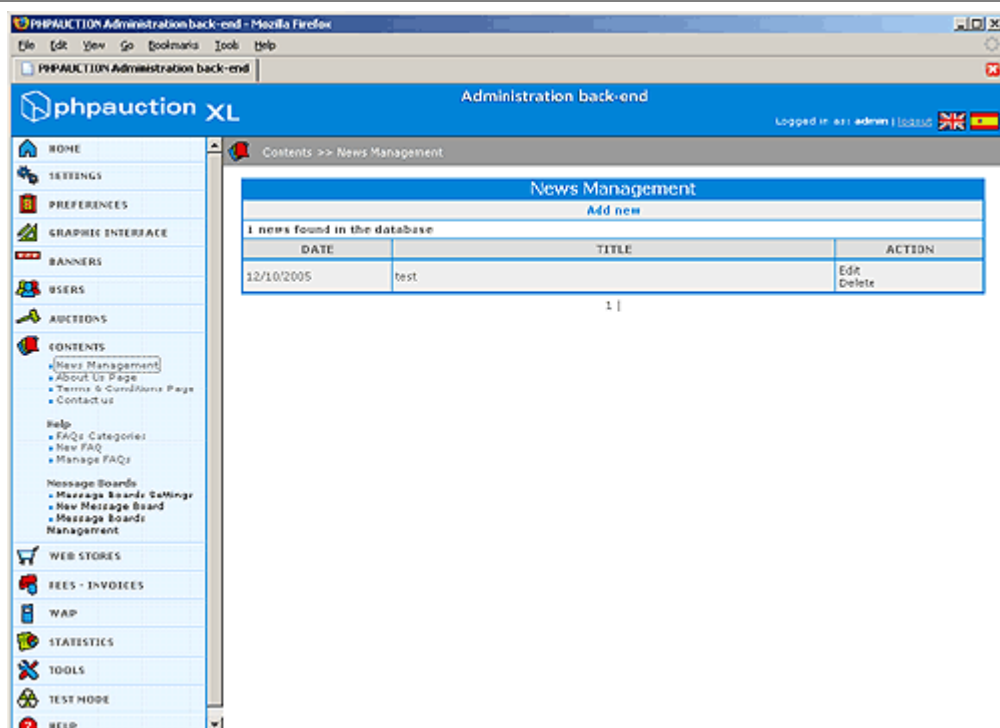 PHPAUCTION Administration back-end - Mozilla Firefox
File Edit View Go Bookmarks Tools Help
PHPAUCTION Administration back-end
phpauction XL
Administration back-end
Logged in as: admin | logout
HOME
SETTINGS
PREFERENCES
GRAPHIC INTERFACE
BANNERS
USERS
AUCTIONS
CONTENTS
News Management
About Us Page
Terms & Conditions Page
Contact us
Help
FAQs Categories
New FAQ
Manage FAQs
Message Boards
Message Boards Settings
New Message Board
Message Boards
Management
WEB STORES
FEES - INVOICES
WAP
STATISTICS
TOOLS
TEST MODE
HELP
Contents >> News Management
News Management
Add new
1 news found in the database
DATE TITLE ACTION
12/10/2005 test Edit
Delete
1 |